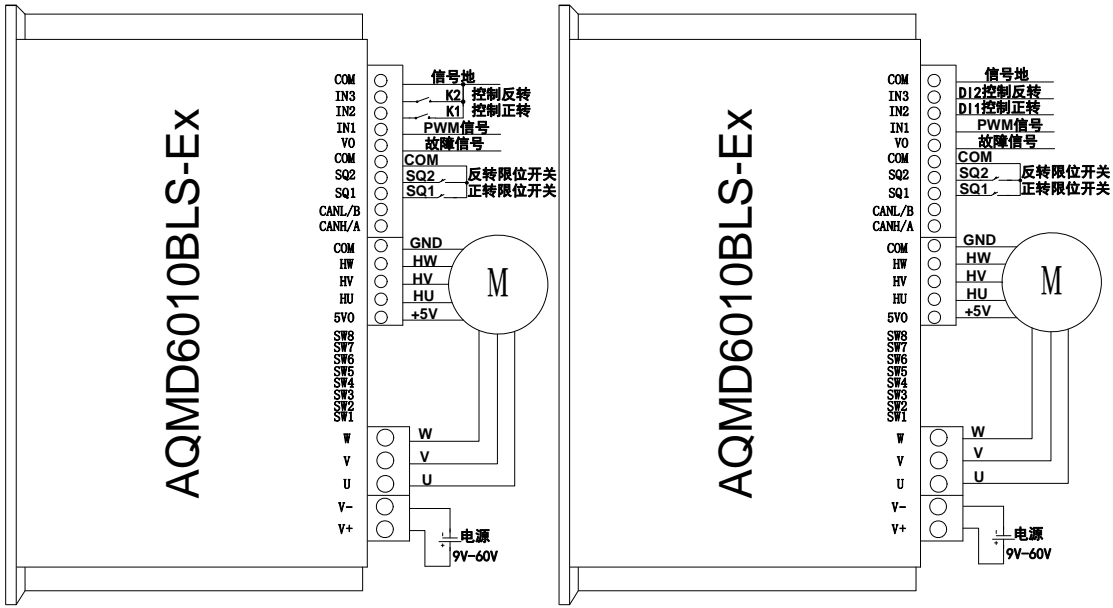 AQMD6010BLS-Ex
COM
IN3
IN2
IN1
VO
COM
SQ2
SQ1
CANL/B
CANH/A
COM
HW
HV
HU
5VO
SW8
SW7
SW6
SW5
SW4
SW3
SW2
SW1
W
V
U
V-
V+
信号地
K2 控制反转
K1 控制正转
PWM信号
故障信号
COM
SQ2 反转限位开关
SQ1 正转限位开关
GND
HW
HV
HU
+5V
M
W
V
U
电源
9V-60V
AQMD6010BLS-Ex
COM
IN3
IN2
IN1
VO
COM
SQ2
SQ1
CANL/B
CANH/A
COM
HW
HV
HU
5VO
SW8
SW7
SW6
SW5
SW4
SW3
SW2
SW1
W
V
U
V-
V+
信号地
DI2控制反转
DI1控制正转
PWM信号
故障信号
COM
SQ2 反转限位开关
SQ1 正转限位开关
GND
HW
HV
HU
+5V
M
W
V
U
电源
9V-60V